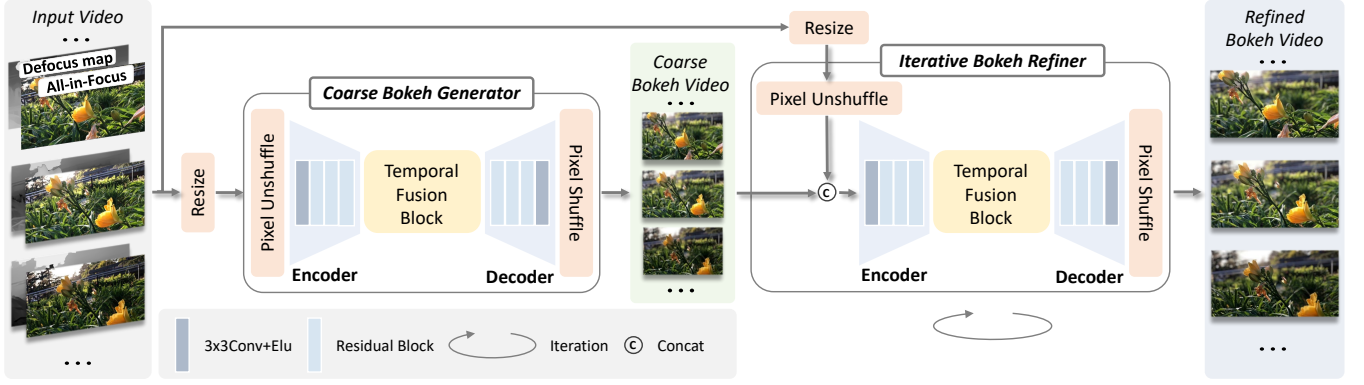 Input Video
...
Defocus map
All-in-Focus
...
Resize
Coarse Bokeh Generator
Pixel Unshuffle
Temporal
Fusion
Block
Encoder
Decoder
Pixel Shuffle
Coarse
Bokeh Video
...
...
Resize
Pixel Unshuffle
Iterative Bokeh Refiner
C
Temporal
Fusion
Block
Encoder
Decoder
Pixel Shuffle
Refined
Bokeh Video
...
...
3x3Conv+Elu
Residual Block
Iteration
C
Concat